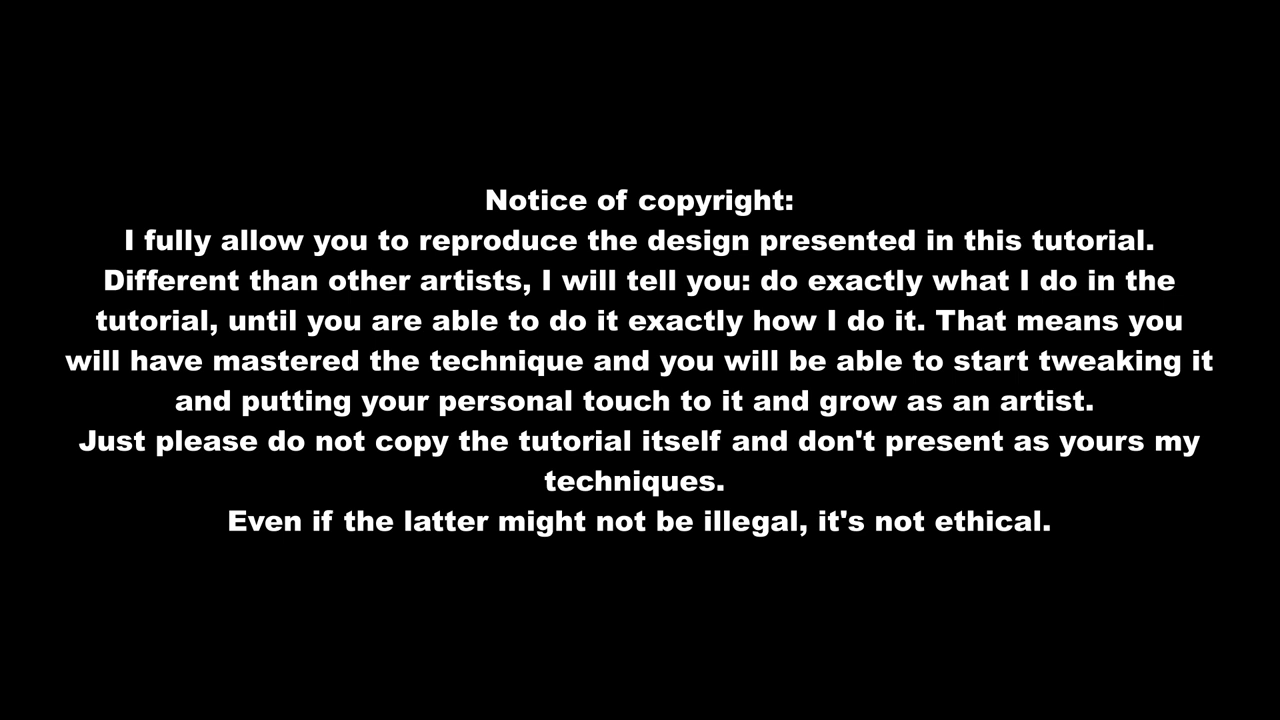 Notice of copyright:
I fully allow you to reproduce the design presented in this tutorial.
Different than other artists, I will tell you: do exactly what I do in the
tutorial, until you are able to do it exactly how I do it. That means you
will have mastered the technique and you will be able to start tweaking it
and putting your personal touch to it and grow as an artist.
Just please do not copy the tutorial itself and don't present as yours my
techniques.
Even if the latter might not be illegal, it's not ethical.